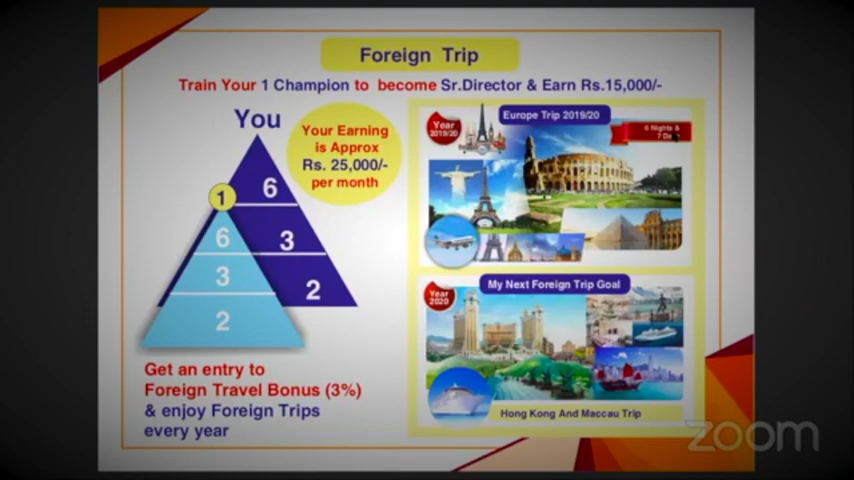 Foreign Trip
Train Your 1 Champion to become Sr.Director & Earn Rs.15,000/-
You
Your Earning
is Approx
Rs. 25,000/-
per month
1
6
3
2
6
3
2
Get an entry to
Foreign Travel Bonus (3%)
& enjoy Foreign Trips
every year
Europe Trip 2019/20
Year
2019/20
6 Nights &
7 Da
My Next Foreign Trip Goal
Year
2020
Hong Kong And Maccau Trip
zoom